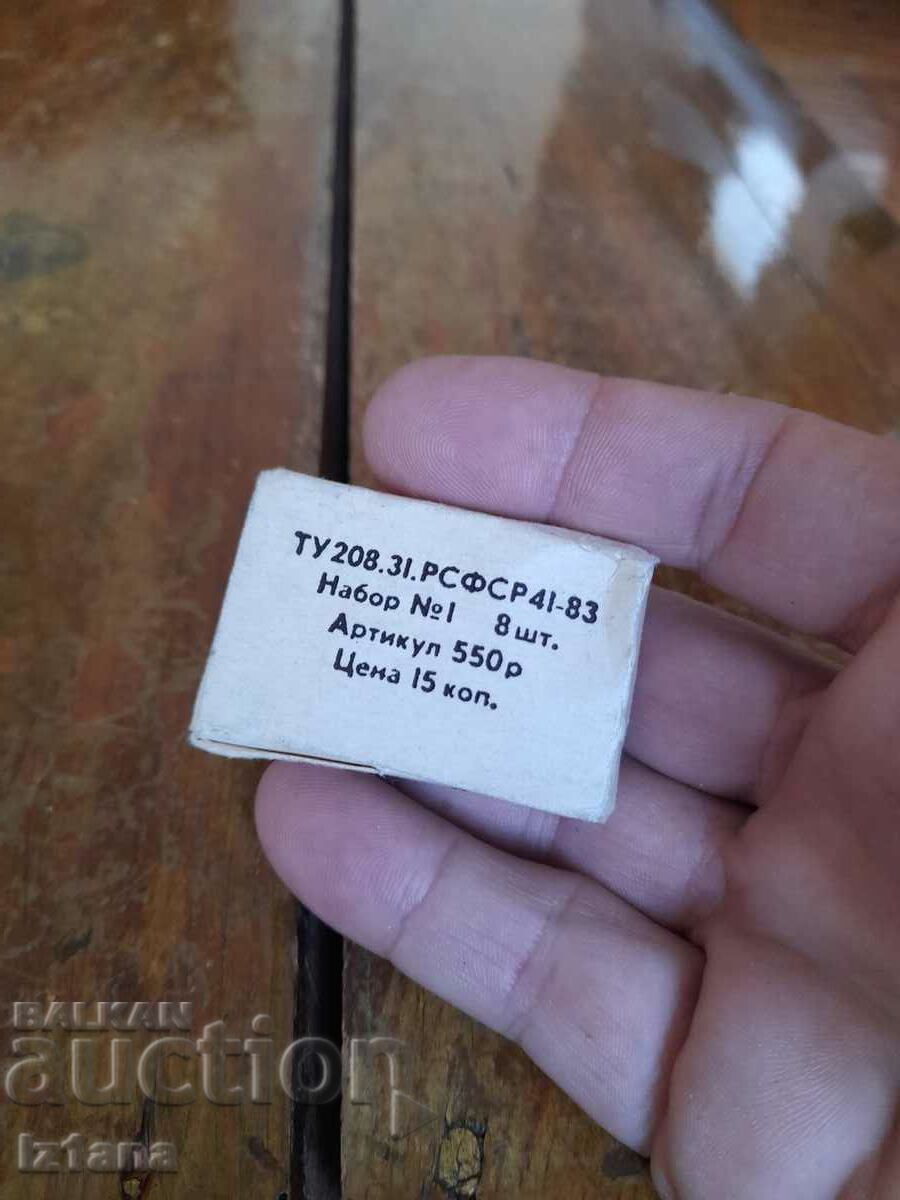 ТУ208.31.РСФСР41-83
Набор №1 8шт.
Артикул 550р
Цена 15 коп.
BALKAN
auction
iz1ana